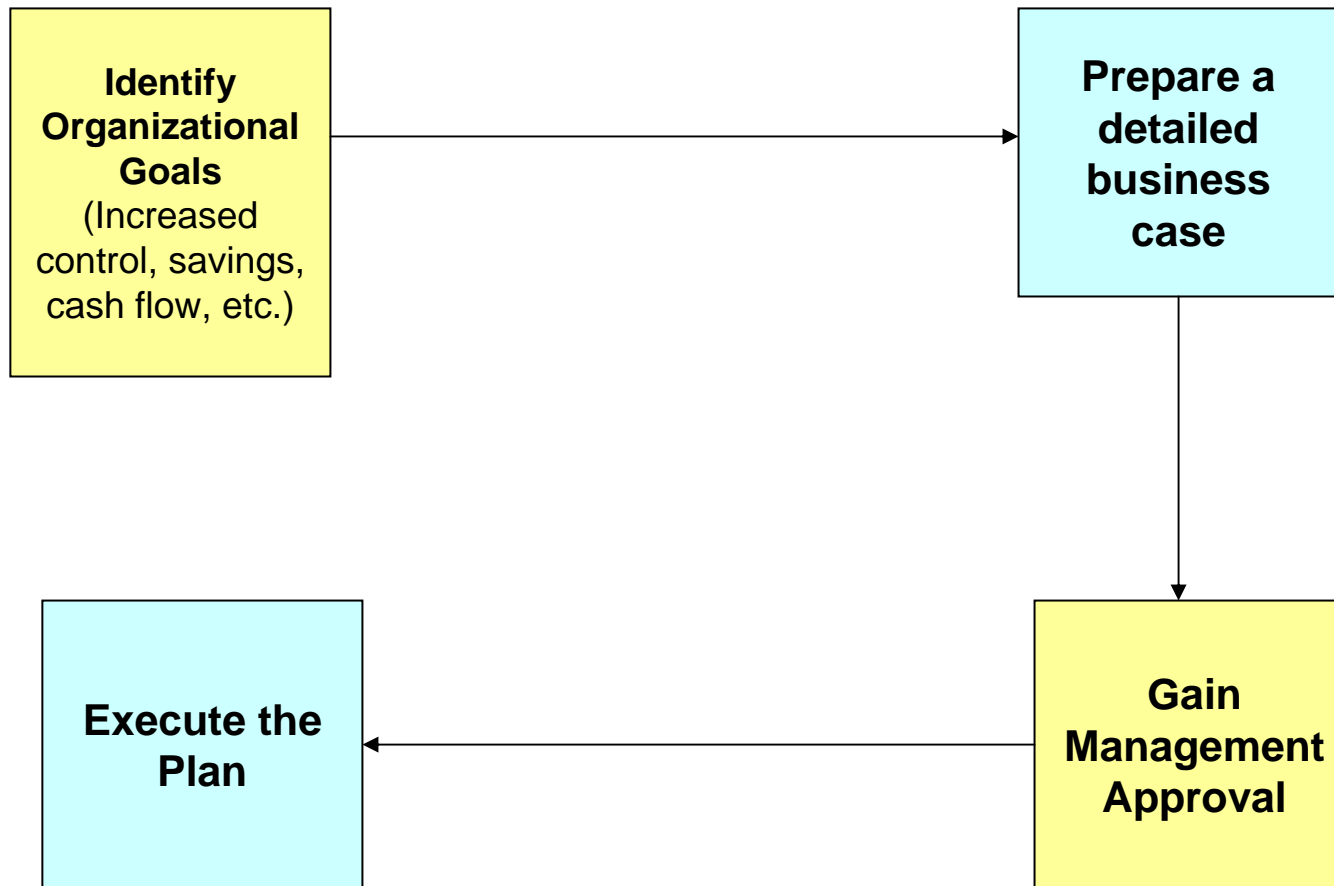 Identify
Organizational
Goals
(Increased
control, savings,
cash flow, etc.)
Prepare a
detailed
business
case
Gain
Management
Approval
Execute the
Plan